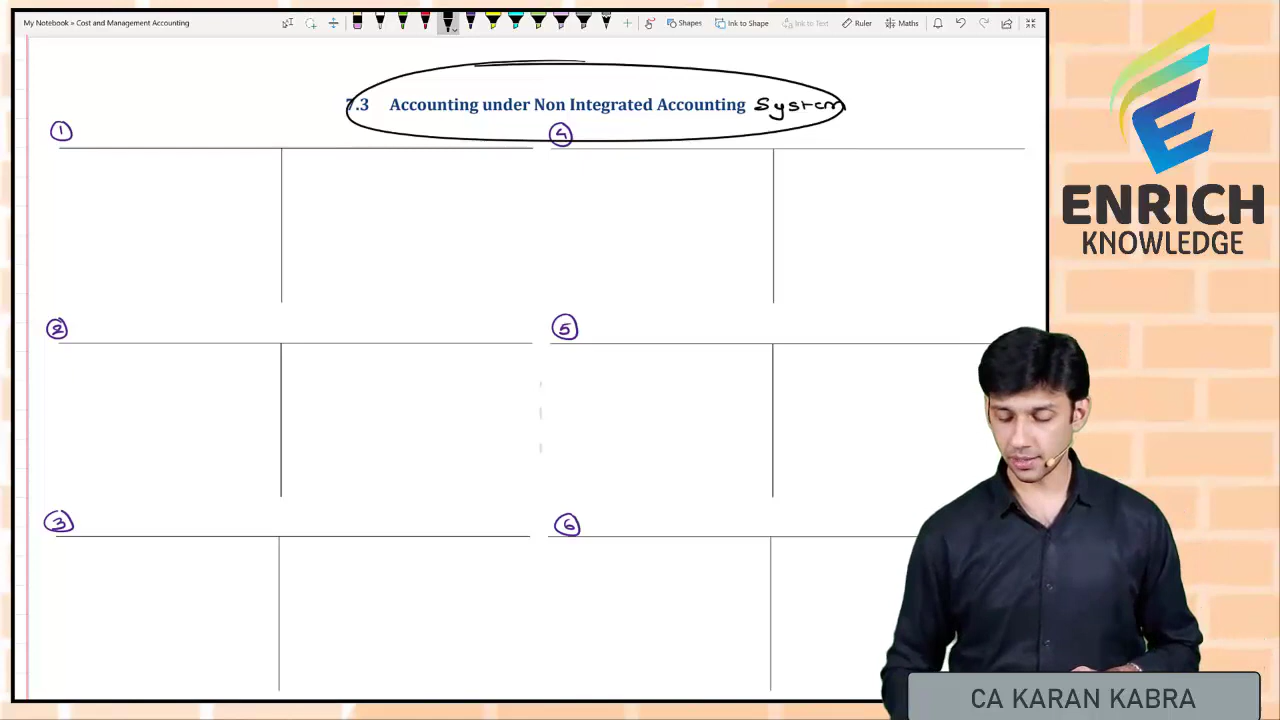 My Notebook » Cost and Management Accounting
Shapes
Ink to Shape
Ink to Text
Ruler
Maths
7.3 Accounting under Non Integrated Accounting System
1
4
2
5
3
6
ENRICH
KNOWLEDGE
CA KARAN KABRA